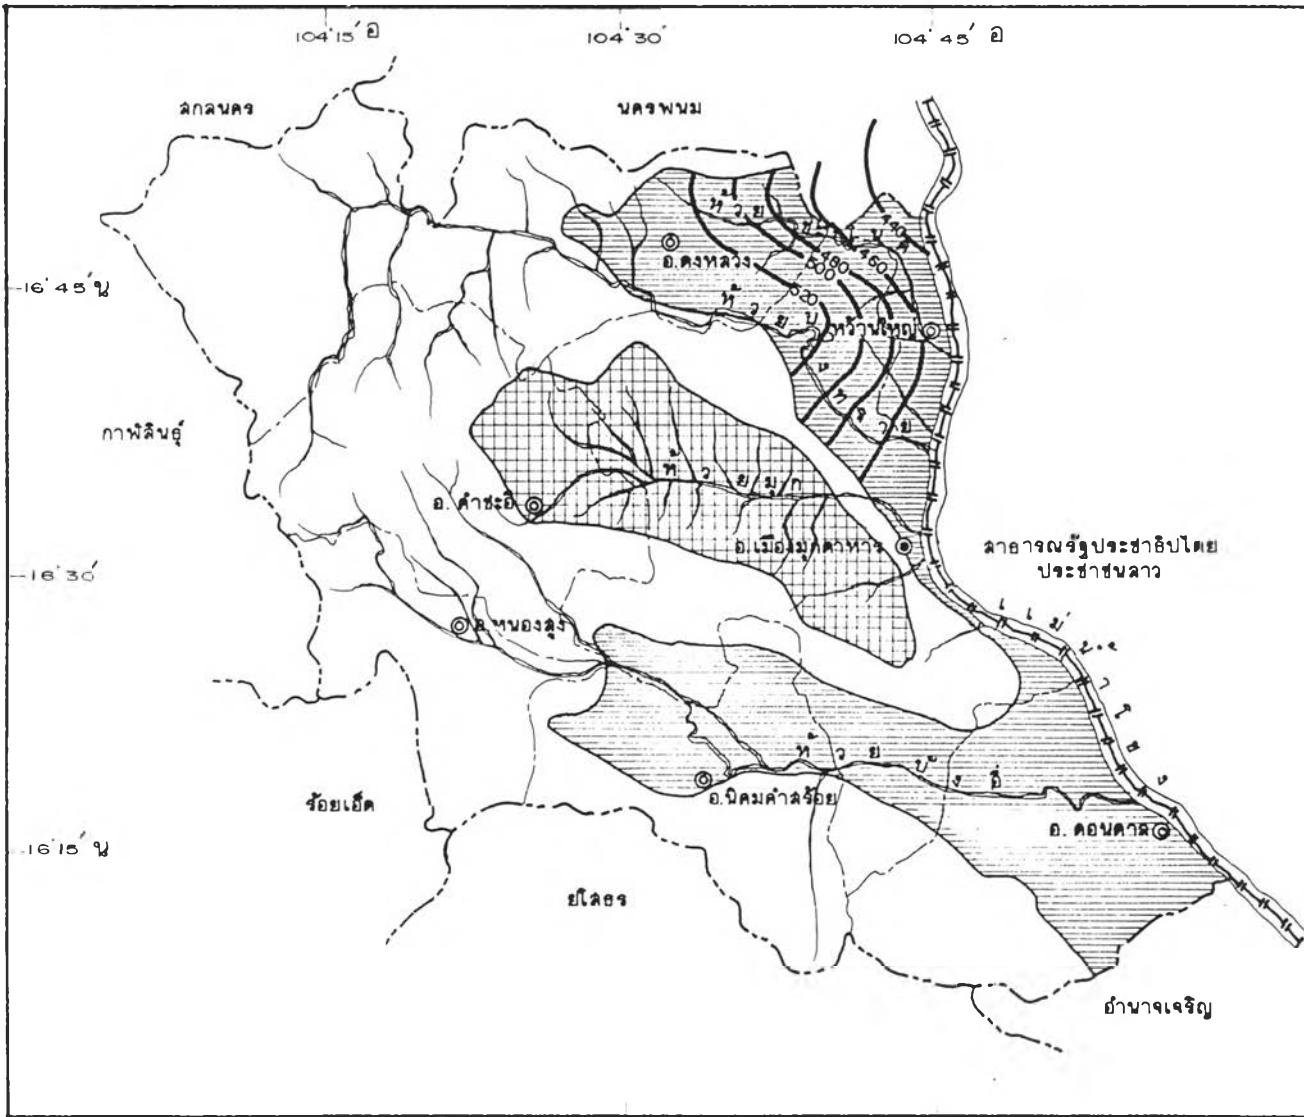 104°15′ อ
104°30′
104°45′ อ
สกลนคร
นครพนม
ห้วย
440
460
480
500
520
อ.ดงหลวง
16°45′ น
ห้วย
หว้านใหญ่
ทราย
กาฬสินธุ์
ห้วยมุก
อ. คำชะอี
อ.เมืองมุกดาหาร
สาธารณรัฐประชาธิปไตย
ประชาชนลาว
16°30′
อ.หนองสูง
แม่น้ำโขง
ห้วยบังอี่
ร้อยเอ็ด
อ.นิคมคำสร้อย
อ. ดอนตาล
16°15′ น
ยโสธร
อำนาจเจริญ